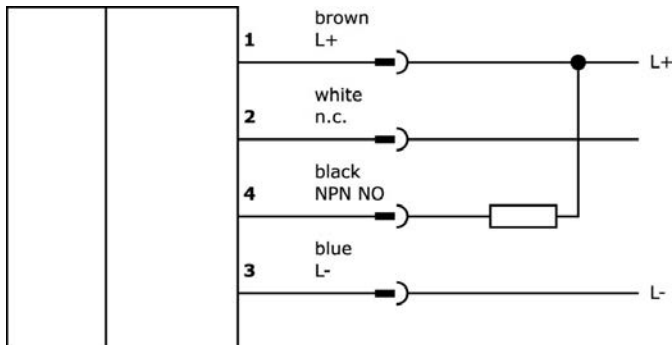 brown
1 L+ L+
white
2 n.c.
black
4 NPN NO
blue
3 L- L-